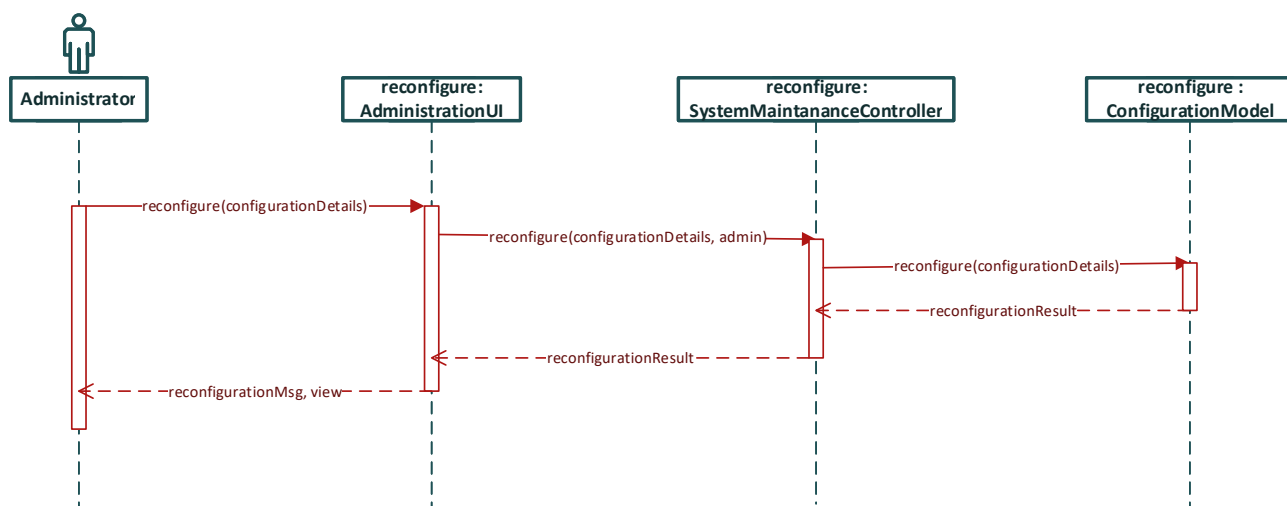 Administrator
reconfigure:
AdministrationUI
reconfigure:
SystemMaintananceController
reconfigure :
ConfigurationModel
reconfigure(configurationDetails)
reconfigure(configurationDetails, admin)
reconfigure(configurationDetails)
reconfigurationResult
reconfigurationResult
reconfigurationMsg, view